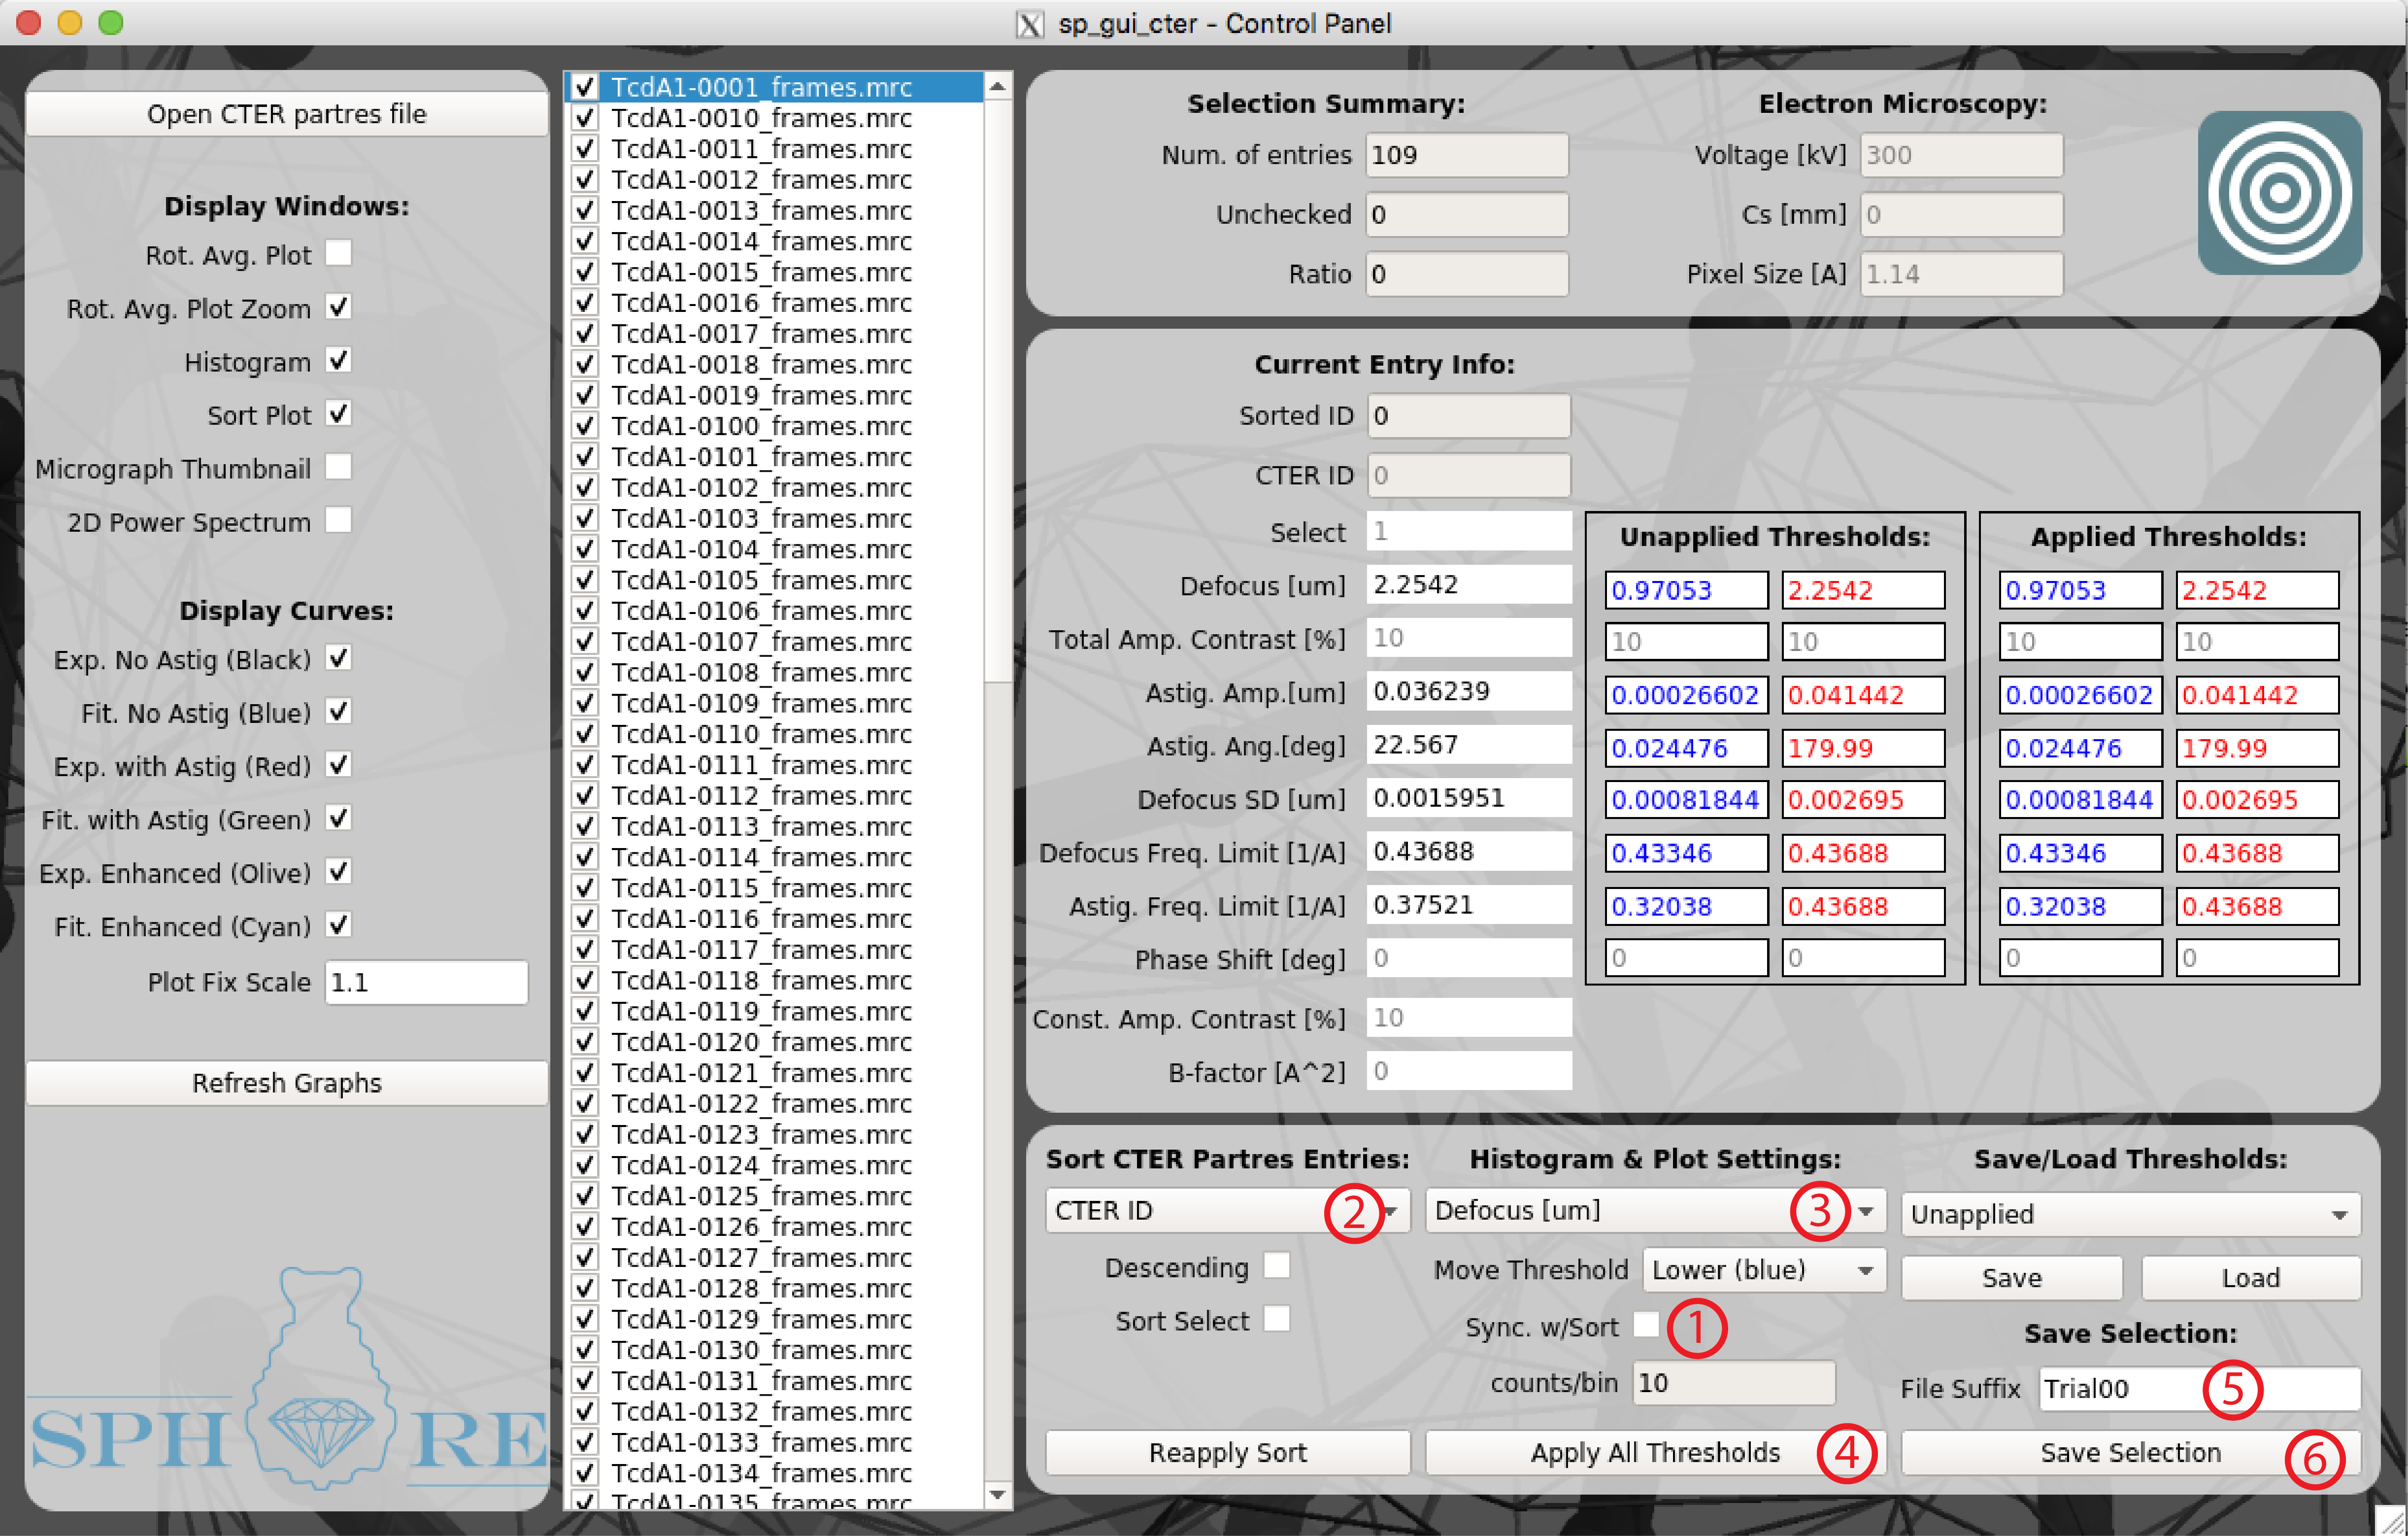 sp_gui_cter – Control Panel
Open CTER partres file
Display Windows:
Rot. Avg. Plot
Rot. Avg. Plot Zoom
Histogram
Sort Plot
Micrograph Thumbnail
2D Power Spectrum
Display Curves:
Exp. No Astig (Black)
Fit. No Astig (Blue)
Exp. with Astig (Red)
Fit. with Astig (Green)
Exp. Enhanced (Olive)
Fit. Enhanced (Cyan)
Plot Fix Scale 1.1
Refresh Graphs
SPH RE
TcdA1-0001_frames.mrc
TcdA1-0010_frames.mrc
TcdA1-0011_frames.mrc
TcdA1-0012_frames.mrc
TcdA1-0013_frames.mrc
TcdA1-0014_frames.mrc
TcdA1-0015_frames.mrc
TcdA1-0016_frames.mrc
TcdA1-0017_frames.mrc
TcdA1-0018_frames.mrc
TcdA1-0019_frames.mrc
TcdA1-0100_frames.mrc
TcdA1-0101_frames.mrc
TcdA1-0102_frames.mrc
TcdA1-0103_frames.mrc
TcdA1-0104_frames.mrc
TcdA1-0105_frames.mrc
TcdA1-0106_frames.mrc
TcdA1-0107_frames.mrc
TcdA1-0108_frames.mrc
TcdA1-0109_frames.mrc
TcdA1-0110_frames.mrc
TcdA1-0111_frames.mrc
TcdA1-0112_frames.mrc
TcdA1-0113_frames.mrc
TcdA1-0114_frames.mrc
TcdA1-0115_frames.mrc
TcdA1-0116_frames.mrc
TcdA1-0117_frames.mrc
TcdA1-0118_frames.mrc
TcdA1-0119_frames.mrc
TcdA1-0120_frames.mrc
TcdA1-0121_frames.mrc
TcdA1-0122_frames.mrc
TcdA1-0123_frames.mrc
TcdA1-0124_frames.mrc
TcdA1-0125_frames.mrc
TcdA1-0126_frames.mrc
TcdA1-0127_frames.mrc
TcdA1-0128_frames.mrc
TcdA1-0129_frames.mrc
TcdA1-0130_frames.mrc
TcdA1-0131_frames.mrc
TcdA1-0132_frames.mrc
TcdA1-0133_frames.mrc
TcdA1-0134_frames.mrc
TcdA1-0135_frames.mrc
Selection Summary:
Num. of entries 109
Unchecked 0
Ratio 0
Electron Microscopy:
Voltage [kV] 300
Cs [mm] 0
Pixel Size [A] 1.14
Current Entry Info:
Sorted ID 0
CTER ID 0
Select 1
Unapplied Thresholds: Applied Thresholds:
Defocus [um] 2.2542 0.97053 2.2542 0.97053 2.2542
Total Amp. Contrast [%] 10 10 10 10 10
Astig. Amp.[um] 0.036239 0.00026602 0.041442 0.00026602 0.041442
Astig. Ang.[deg] 22.567 0.024476 179.99 0.024476 179.99
Defocus SD [um] 0.0015951 0.00081844 0.002695 0.00081844 0.002695
Defocus Freq. Limit [1/A] 0.43688 0.43346 0.43688 0.43346 0.43688
Astig. Freq. Limit [1/A] 0.37521 0.32038 0.43688 0.32038 0.43688
Phase Shift [deg] 0 0 0 0 0
Const. Amp. Contrast [%] 10
B-factor [A^2] 0
Sort CTER Partres Entries:
CTER ID 2
Descending
Sort Select
Reapply Sort
Histogram & Plot Settings:
Defocus [um] 3
Move Threshold Lower (blue)
Sync. w/Sort 1
counts/bin 10
Apply All Thresholds 4
Save/Load Thresholds:
Unapplied
Save Load
Save Selection:
File Suffix Trial00 5
Save Selection 6